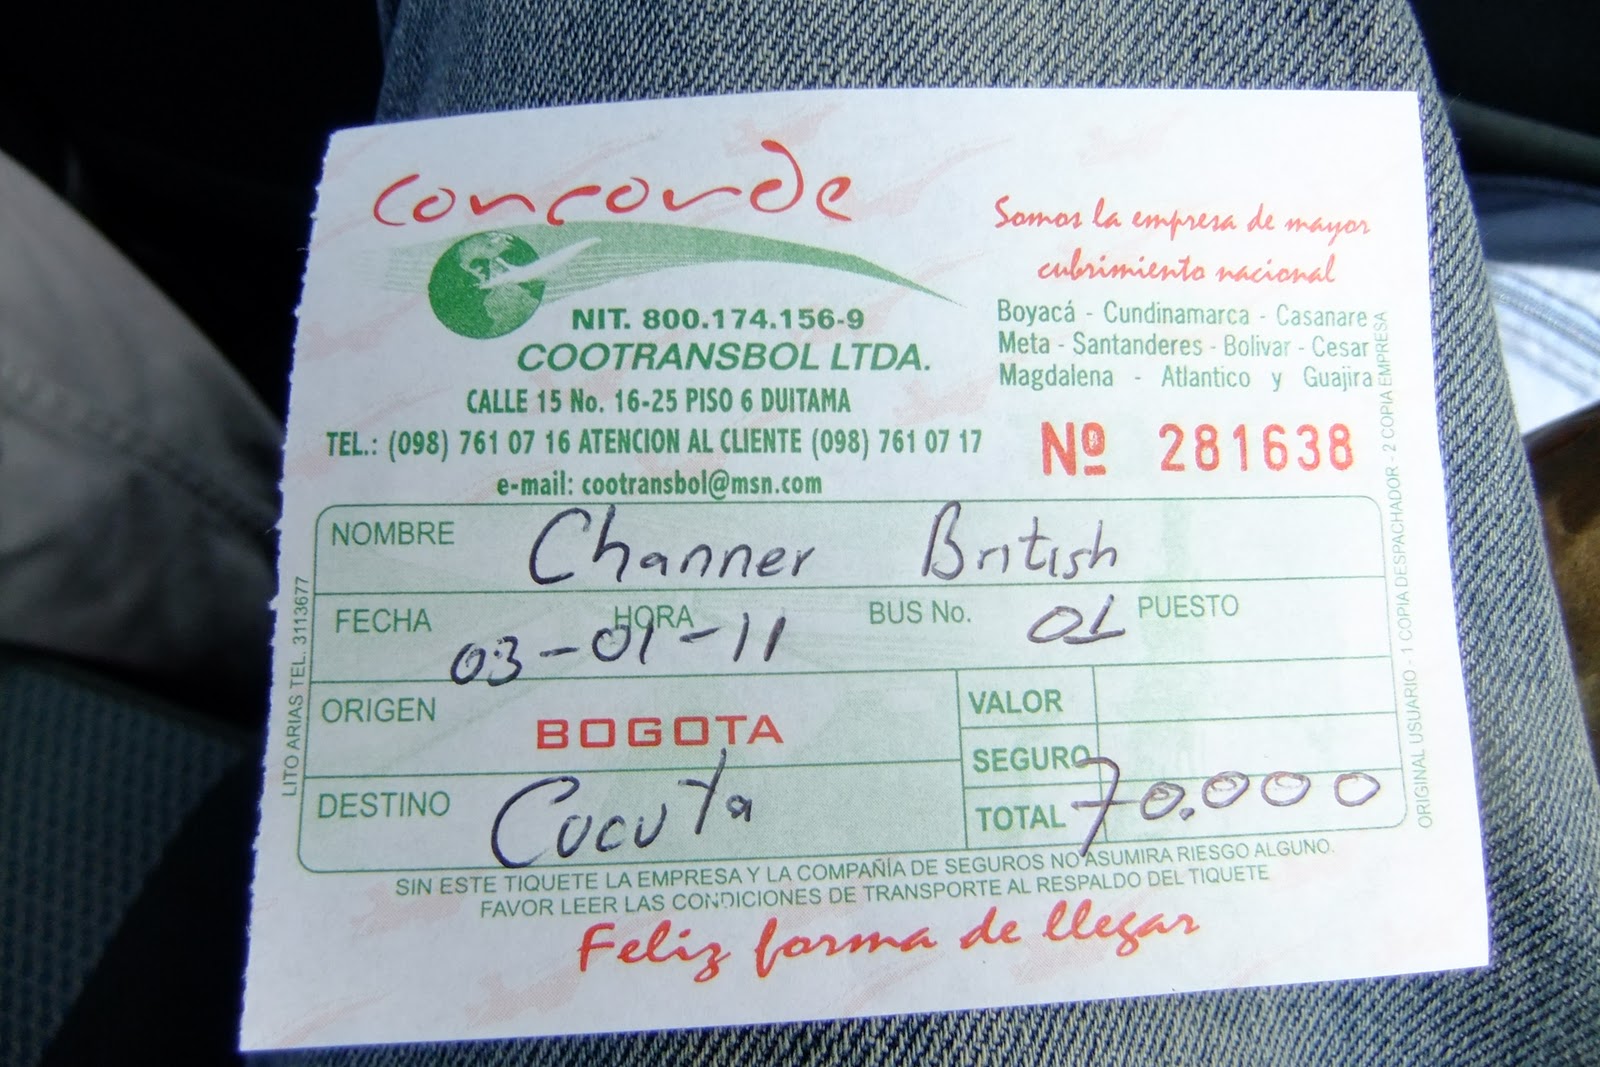 concorde
Somos la empresa de mayor
cubrimiento nacional
NIT. 800.174.156-9
COOTRANSBOL LTDA.
CALLE 15 No. 16-25 PISO 6 DUITAMA
TEL.: (098) 761 07 16 ATENCION AL CLIENTE (098) 761 07 17
e-mail: cootransbol@msn.com
Boyacá - Cundinamarca - Casanare
Meta - Santanderes - Bolivar - Cesar
Magdalena - Atlantico y Guajira
Nº 281638
NOMBRE Channer British
FECHA 03-01-11 HORA BUS No. 01 PUESTO
ORIGEN BOGOTA
DESTINO Cucuta
VALOR
SEGURO
TOTAL 70.000
SIN ESTE TIQUETE LA EMPRESA Y LA COMPAÑÍA DE SEGUROS NO ASUMIRA RIESGO ALGUNO.
FAVOR LEER LAS CONDICIONES DE TRANSPORTE AL RESPALDO DEL TIQUETE
Feliz forma de llegar
LITO ARIAS TEL. 3113677
ORIGINAL USUARIO - 1 COPIA DESPACHADOR - 2 COPIA EMPRESA